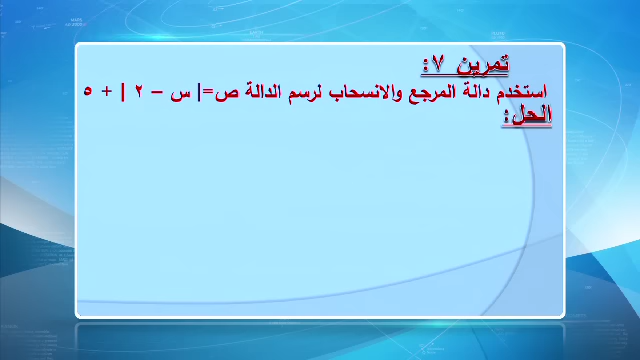 تمرين ٧:
استخدم دالة المرجع والانسحاب لرسم الدالة ص=| س – ٢ | + ٥
الحل: